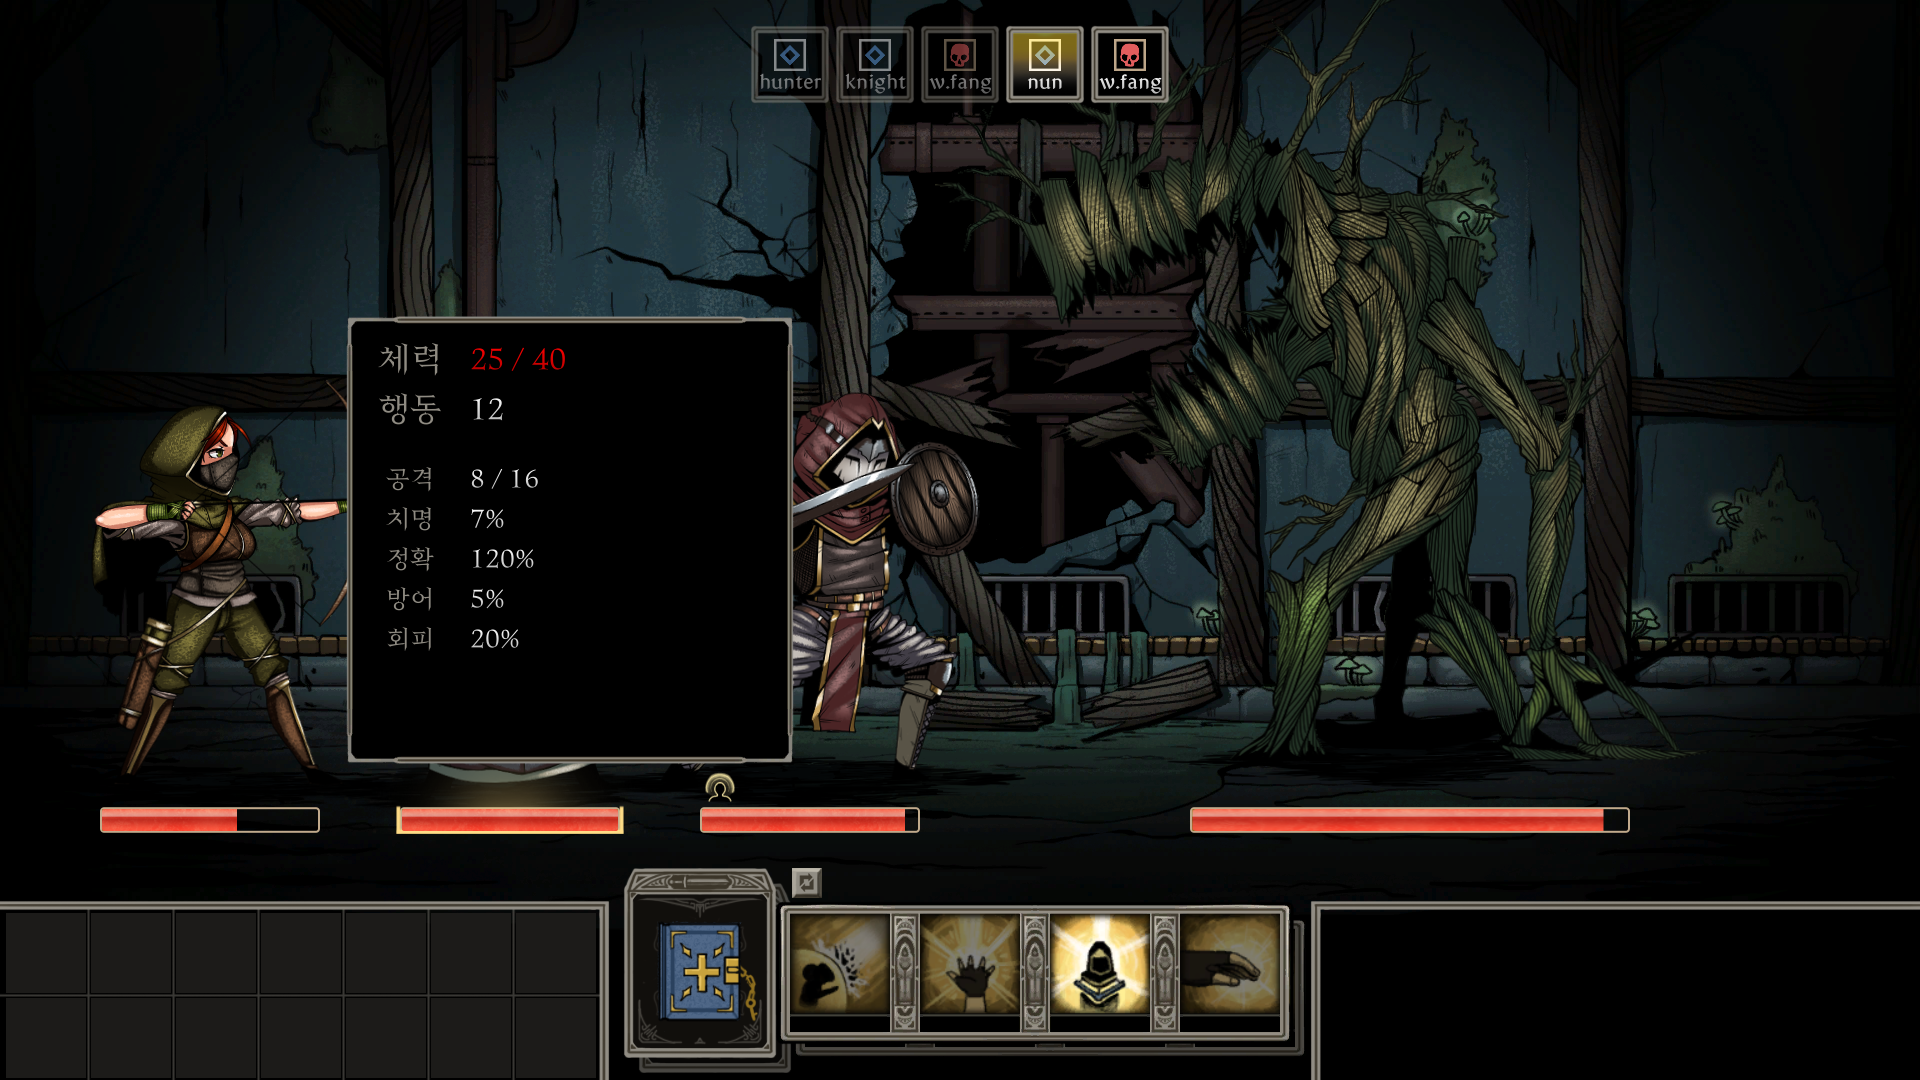 hunter knight w.fang nun w.fang
체력 25 / 40
행동 12
공격 8 / 16
치명 7%
정확 120%
방어 5%
회피 20%